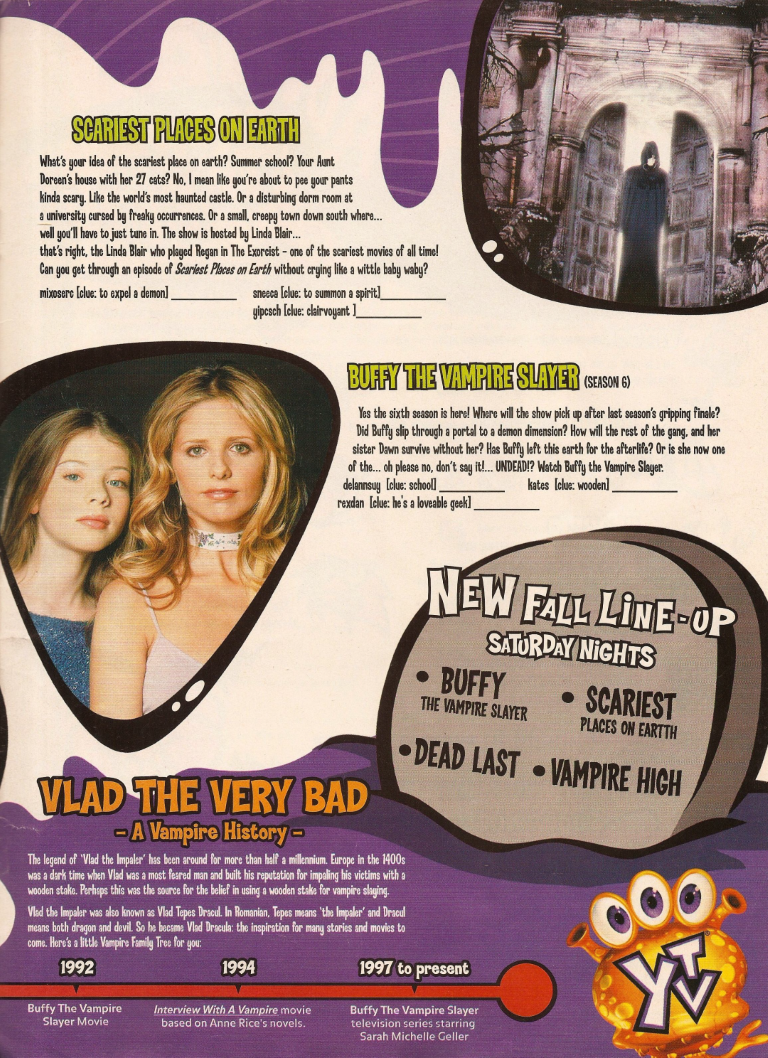 SCARIEST PLACES ON EARTH
What's your idea of the scariest place on earth? Summer school? Your Aunt
Doreen's house with her 27 cats? No, I mean like you're about to pee your pants
kinda scary. Like the world's most haunted castle. Or a disturbing dorm room at
a university cursed by freaky occurrences. Or a small, creepy town down south where...
well you'll have to just tune in. The show is hosted by Linda Blair...
that's right, the Linda Blair who played Regan in The Exorcist – one of the scariest movies of all time!
Can you get through an episode of Scariest Places on Earth without crying like a wittle baby waby?
mixoserc [clue: to expel a demon] ____________ sneeca [clue: to summon a spirit]____________
yipcsch [clue: clairvoyant ]____________
BUFFY THE VAMPIRE SLAYER (SEASON 6)
Yes the sixth season is here! Where will the show pick up after last season's gripping finale?
Did Buffy slip through a portal to a demon dimension? How will the rest of the gang, and her
sister Dawn survive without her? Has Buffy left this earth for the afterlife? Or is she now one
of the... oh please no, don't say it!... UNDEAD!? Watch Buffy the Vampire Slayer.
delannsuy [clue: school] ____________ kates [clue: wooden] ____________
rexdan [clue: he's a loveable geek] ____________
NEW FALL LINE-UP
SATURDAY NIGHTS
• BUFFY
THE VAMPIRE SLAYER
• SCARIEST
PLACES ON EARTTH
• DEAD LAST
• VAMPIRE HIGH
VLAD THE VERY BAD
– A Vampire History –
The legend of 'Vlad the Impaler' has been around for more than half a millennium. Europe in the 1400s
was a dark time when Vlad was a most feared man and built his reputation for impaling his victims with a
wooden stake. Perhaps this was the source for the belief in using a wooden stake for vampire slaying.
Vlad the Impaler was also known as Vlad Tepes Dracul. In Romanian, Tepes means 'the Impaler' and Dracul
means both dragon and devil. So he became Vlad Dracula: the inspiration for many stories and movies to
come. Here's a little Vampire Family Tree for you:
1992
Buffy The Vampire
Slayer Movie
1994
Interview With A Vampire movie
based on Anne Rice's novels.
1997 to present
Buffy The Vampire Slayer
television series starring
Sarah Michelle Geller
YTV